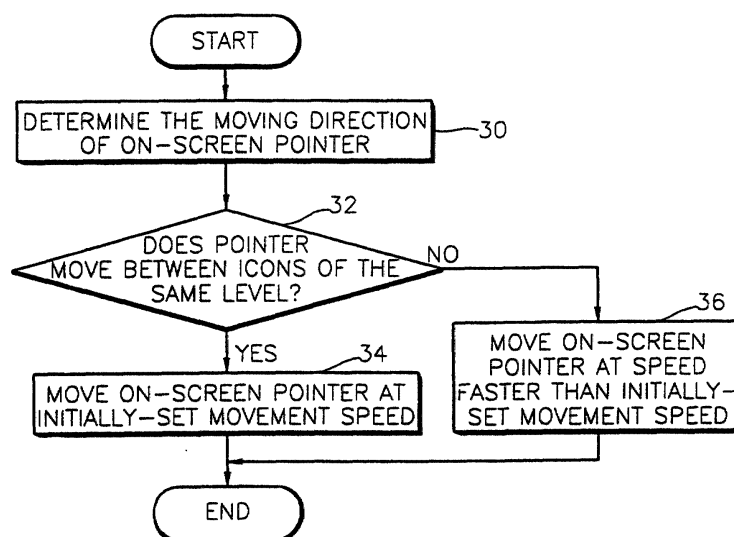 START
DETERMINE THE MOVING DIRECTION
OF ON-SCREEN POINTER
30
32
DOES POINTER
MOVE BETWEEN ICONS OF THE
SAME LEVEL?
NO
YES
34
MOVE ON-SCREEN POINTER AT
INITIALLY-SET MOVEMENT SPEED
36
MOVE ON-SCREEN
POINTER AT SPEED
FASTER THAN INITIALLY-
SET MOVEMENT SPEED
END